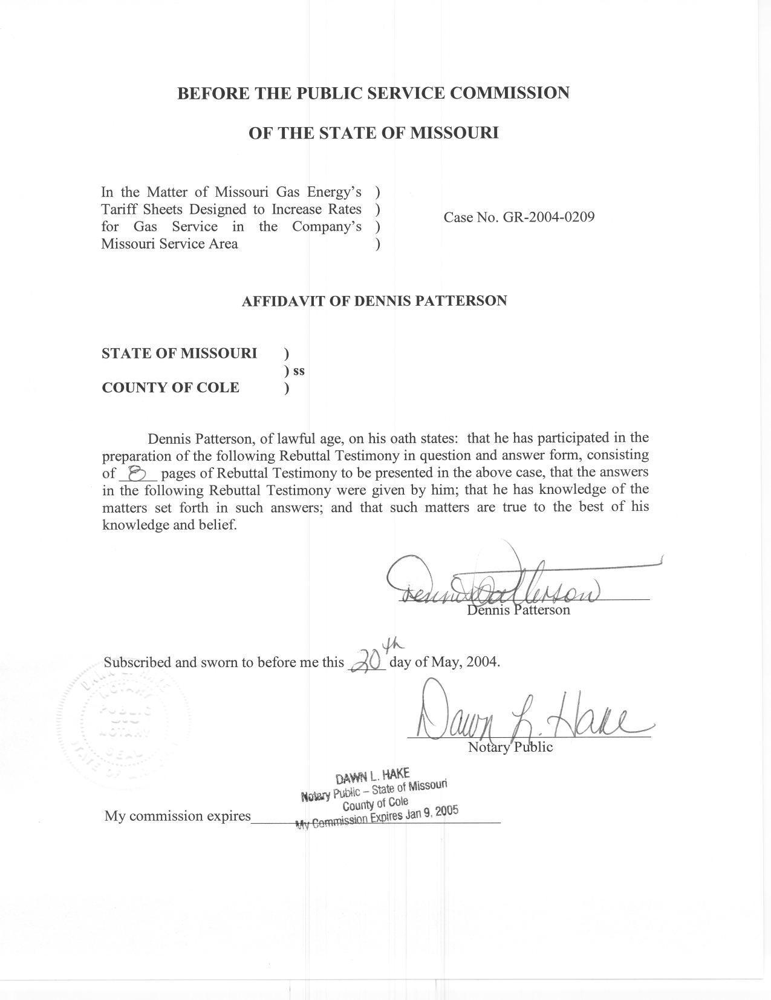 BEFORE THE PUBLIC SERVICE COMMISSION
OF THE STATE OF MISSOURI
In the Matter of Missouri Gas Energy's )
Tariff Sheets Designed to Increase Rates )
for Gas Service in the Company's )
Missouri Service Area )
Case No. GR-2004-0209
AFFIDAVIT OF DENNIS PATTERSON
STATE OF MISSOURI )
) ss
COUNTY OF COLE )
Dennis Patterson, of lawful age, on his oath states: that he has participated in the
preparation of the following Rebuttal Testimony in question and answer form, consisting
of 8 pages of Rebuttal Testimony to be presented in the above case, that the answers
in the following Rebuttal Testimony were given by him; that he has knowledge of the
matters set forth in such answers; and that such matters are true to the best of his
knowledge and belief.
Dennis Patterson
Dennis Patterson
Subscribed and sworn to before me this 20th day of May, 2004.
DAWN L. HAKE
NOTARY
PUBLIC
NOTARY
SEAL
STATE OF
Dawn L. Hake
Notary Public
DAWN L. HAKE
Notary Public – State of Missouri
County of Cole
My commission expires My Commission Expires Jan 9, 2005